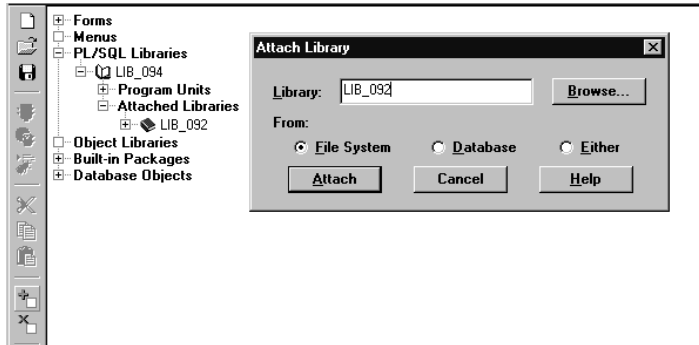 Forms
Menus
PL/SQL Libraries
LIB_094
Program Units
Attached Libraries
LIB_092
Object Libraries
Built-in Packages
Database Objects
Attach Library
Library: LIB_092 Browse...
From:
File System Database Either
Attach Cancel Help